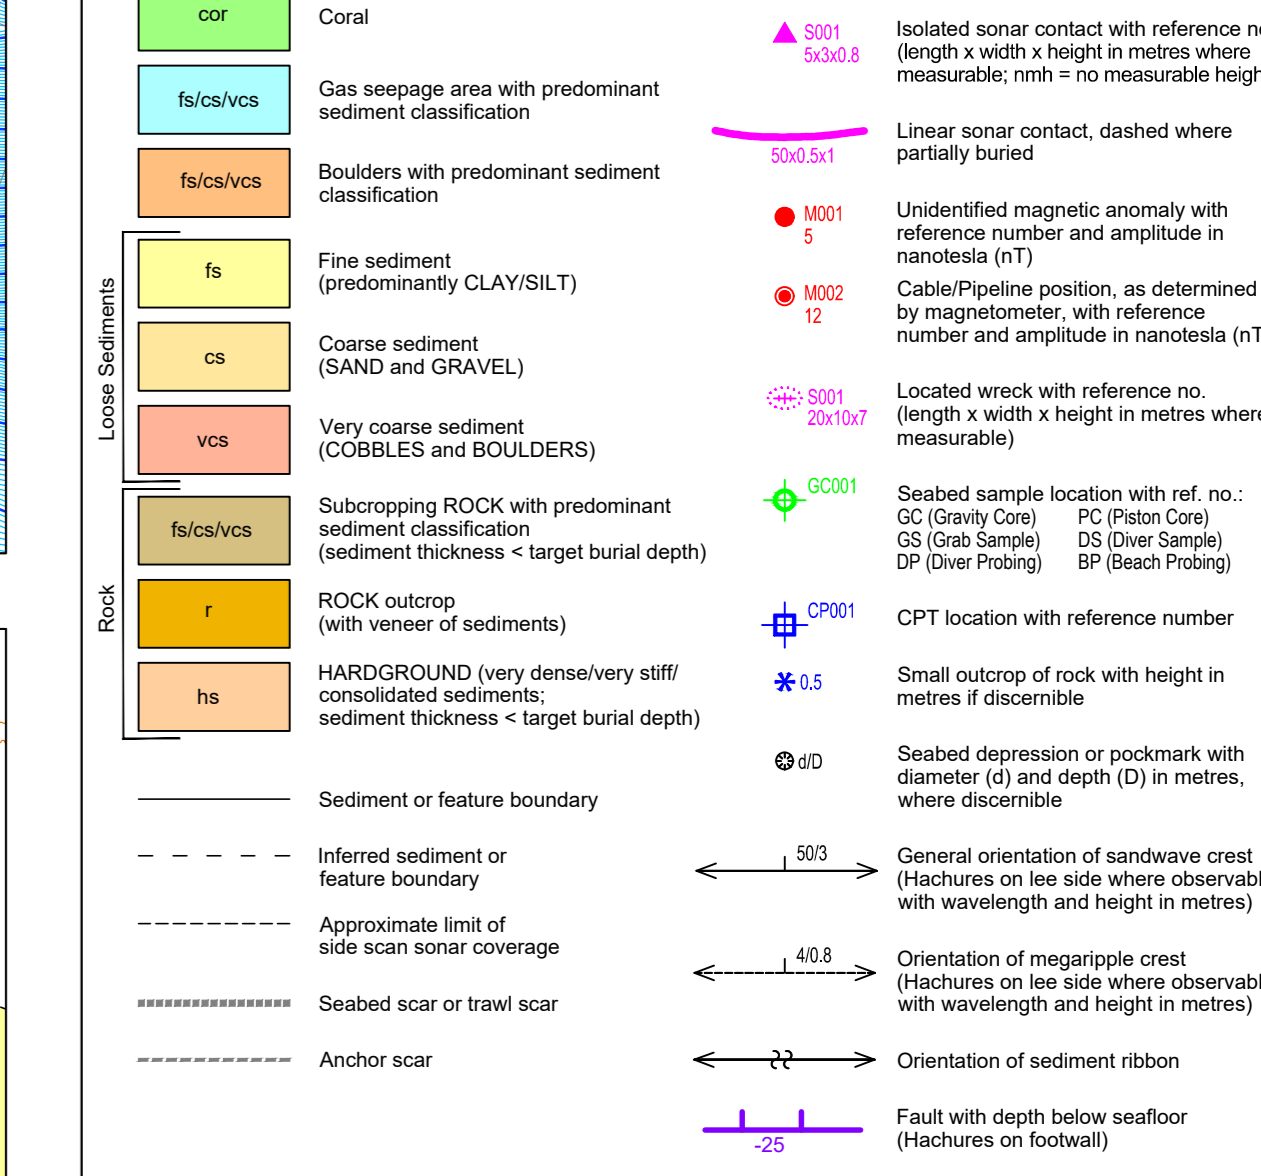 cor
Coral
fs/cs/vcs
Gas seepage area with predominant
sediment classification
fs/cs/vcs
Boulders with predominant sediment
classification
Loose Sediments
fs
Fine sediment
(predominantly CLAY/SILT)
cs
Coarse sediment
(SAND and GRAVEL)
vcs
Very coarse sediment
(COBBLES and BOULDERS)
Rock
fs/cs/vcs
Subcropping ROCK with predominant
sediment classification
(sediment thickness < target burial depth)
r
ROCK outcrop
(with veneer of sediments)
hs
HARDGROUND (very dense/very stiff/
consolidated sediments;
sediment thickness < target burial depth)
Sediment or feature boundary
Inferred sediment or
feature boundary
Approximate limit of
side scan sonar coverage
Seabed scar or trawl scar
Anchor scar
S001
5x3x0.8
Isolated sonar contact with reference no
(length x width x height in metres where
measurable; nmh = no measurable heigh
50x0.5x1
Linear sonar contact, dashed where
partially buried
M001
5
Unidentified magnetic anomaly with
reference number and amplitude in
nanotesla (nT)
M002
12
Cable/Pipeline position, as determined
by magnetometer, with reference
number and amplitude in nanotesla (nT
S001
20x10x7
Located wreck with reference no.
(length x width x height in metres where
measurable)
GC001
Seabed sample location with ref. no.:
GC (Gravity Core) PC (Piston Core)
GS (Grab Sample) DS (Diver Sample)
DP (Diver Probing) BP (Beach Probing)
CP001
CPT location with reference number
0.5
Small outcrop of rock with height in
metres if discernible
d/D
Seabed depression or pockmark with
diameter (d) and depth (D) in metres,
where discernible
50/3
General orientation of sandwave crest
(Hachures on lee side where observabl
with wavelength and height in metres)
4/0.8
Orientation of megaripple crest
(Hachures on lee side where observabl
with wavelength and height in metres)
Orientation of sediment ribbon
-25
Fault with depth below seafloor
(Hachures on footwall)